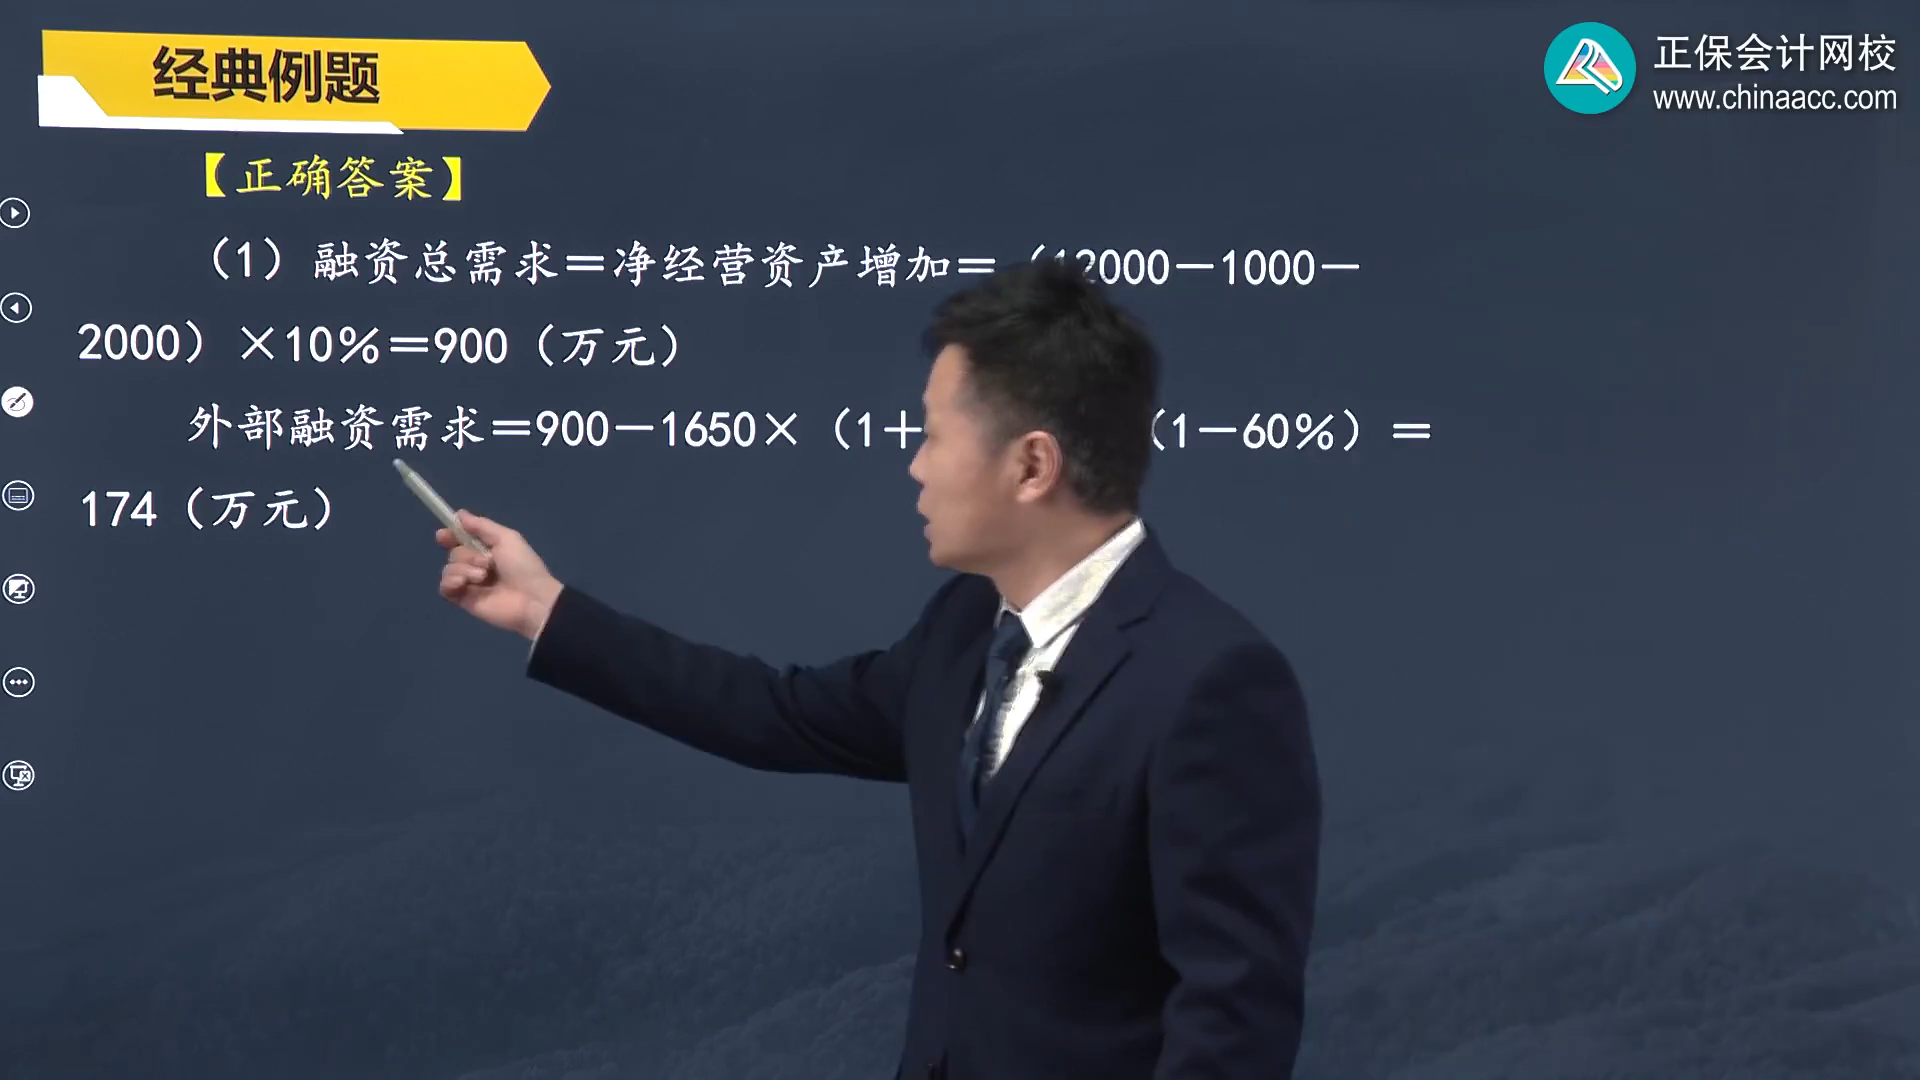 经典例题
正保会计网校
www.chinaacc.com
【正确答案】
（1）融资总需求＝净经营资产增加＝（12000－1000－
2000）×10％＝900（万元）
外部融资需求＝900－1650×（1＋ （1－60％）＝
174（万元）